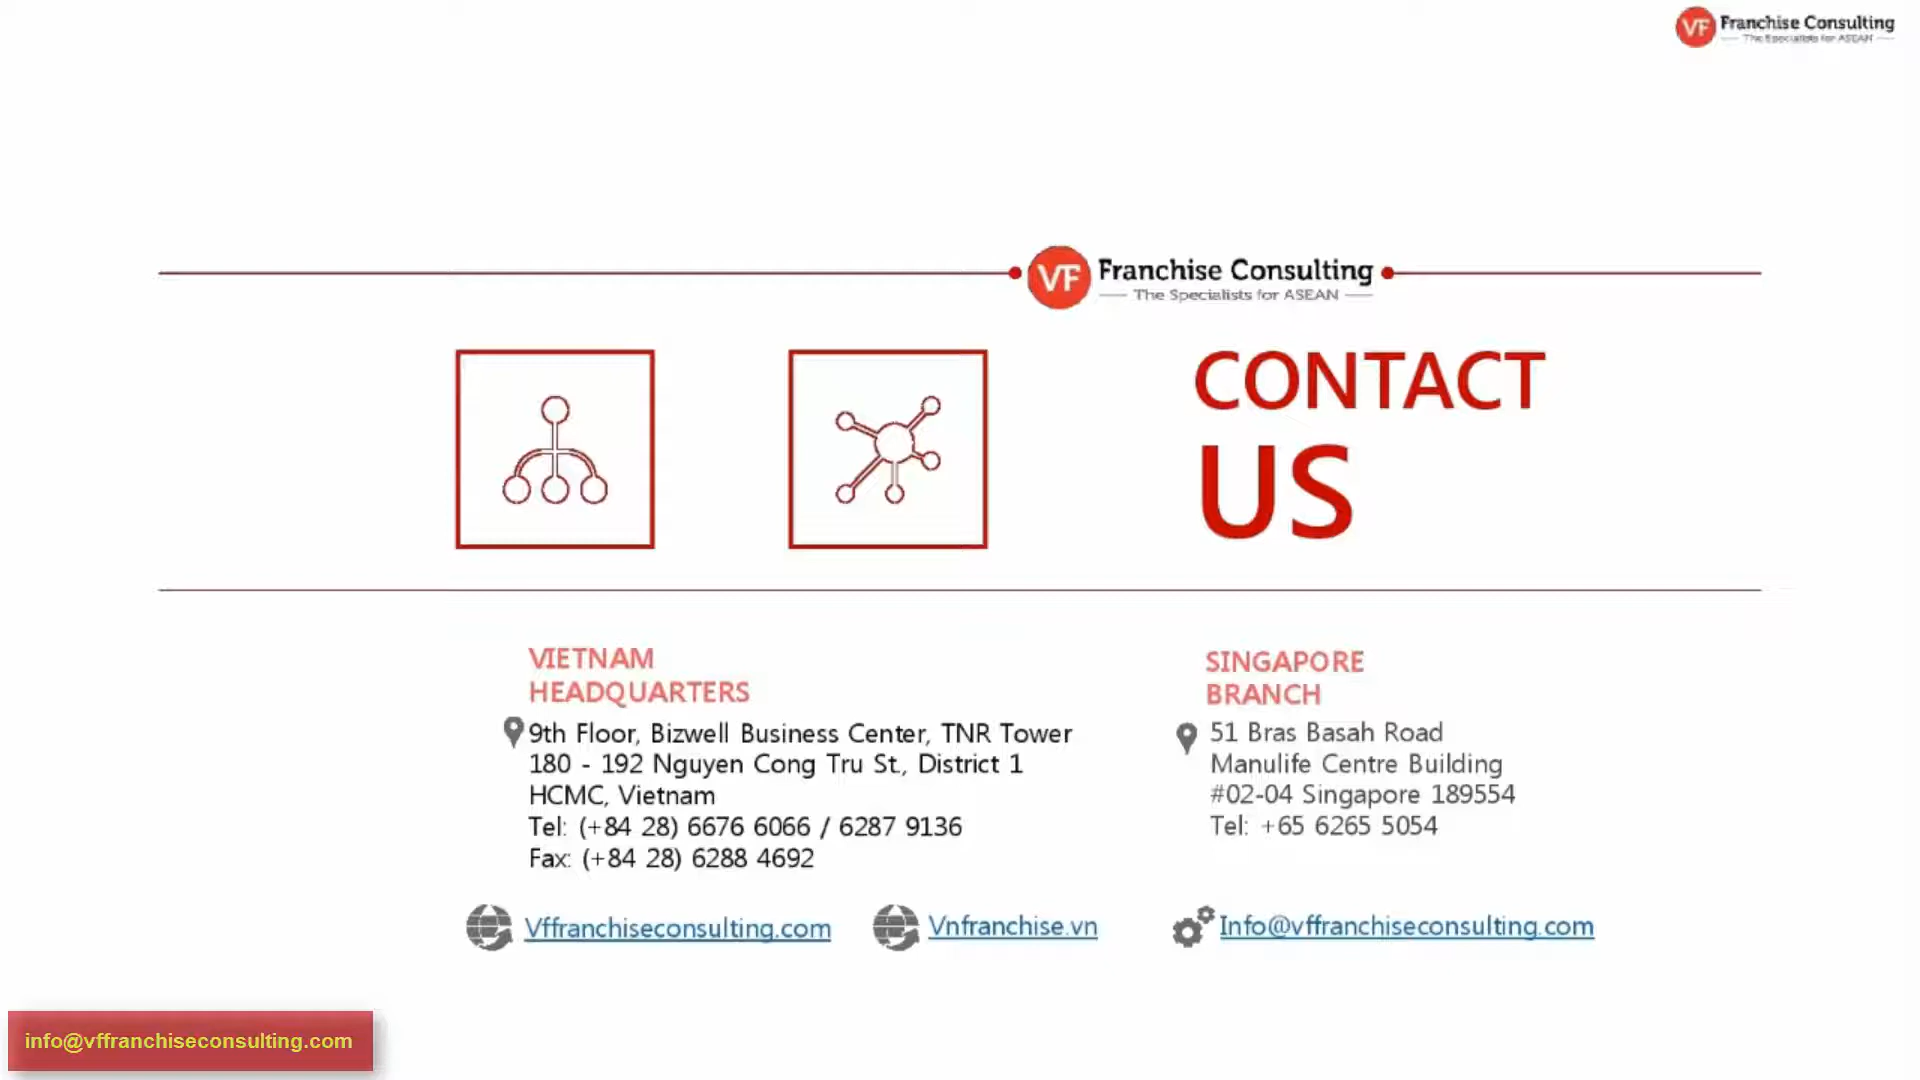 VF Franchise Consulting
The Specialists for ASEAN
VF Franchise Consulting
The Specialists for ASEAN
CONTACT
US
VIETNAM
HEADQUARTERS
9th Floor, Bizwell Business Center, TNR Tower
180 - 192 Nguyen Cong Tru St., District 1
HCMC, Vietnam
Tel: (+84 28) 6676 6066 / 6287 9136
Fax: (+84 28) 6288 4692
SINGAPORE
BRANCH
51 Bras Basah Road
Manulife Centre Building
#02-04 Singapore 189554
Tel: +65 6265 5054
Vffranchiseconsulting.com
Vnfranchise.vn
Info@vffranchiseconsulting.com
info@vffranchiseconsulting.com